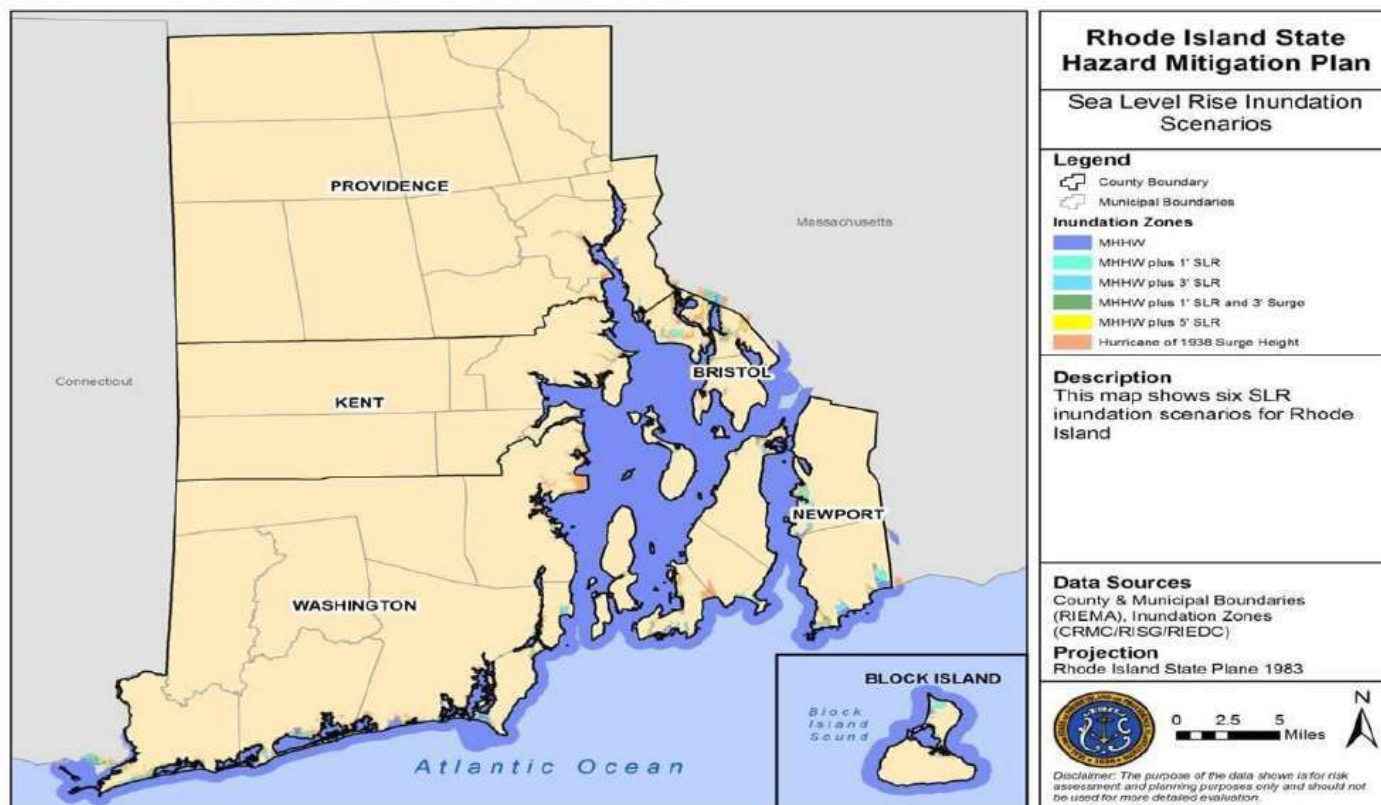 PROVIDENCE
Massachusetts
Connecticut
KENT
BRISTOL
NEWPORT
WASHINGTON
BLOCK ISLAND
Block
Island
Sound
Atlantic Ocean
Rhode Island State
Hazard Mitigation Plan
Sea Level Rise Inundation
Scenarios
Legend
County Boundary
Municipal Boundaries
Inundation Zones
MHHW
MHHW plus 1' SLR
MHHW plus 3' SLR
MHHW plus 1' SLR and 3' Surge
MHHW plus 5' SLR
Hurricane of 1938 Surge Height
Description
This map shows six SLR
inundation scenarios for Rhode
Island
Data Sources
County & Municipal Boundaries
(RIEMA), Inundation Zones
(CRMC/RISG/RIEDC)
Projection
Rhode Island State Plane 1983
N
0 2.5 5
Miles
Disclaimer: The purpose of the data shown is for risk
assessment and planning purposes only and should not
be used for more detailed evaluation.